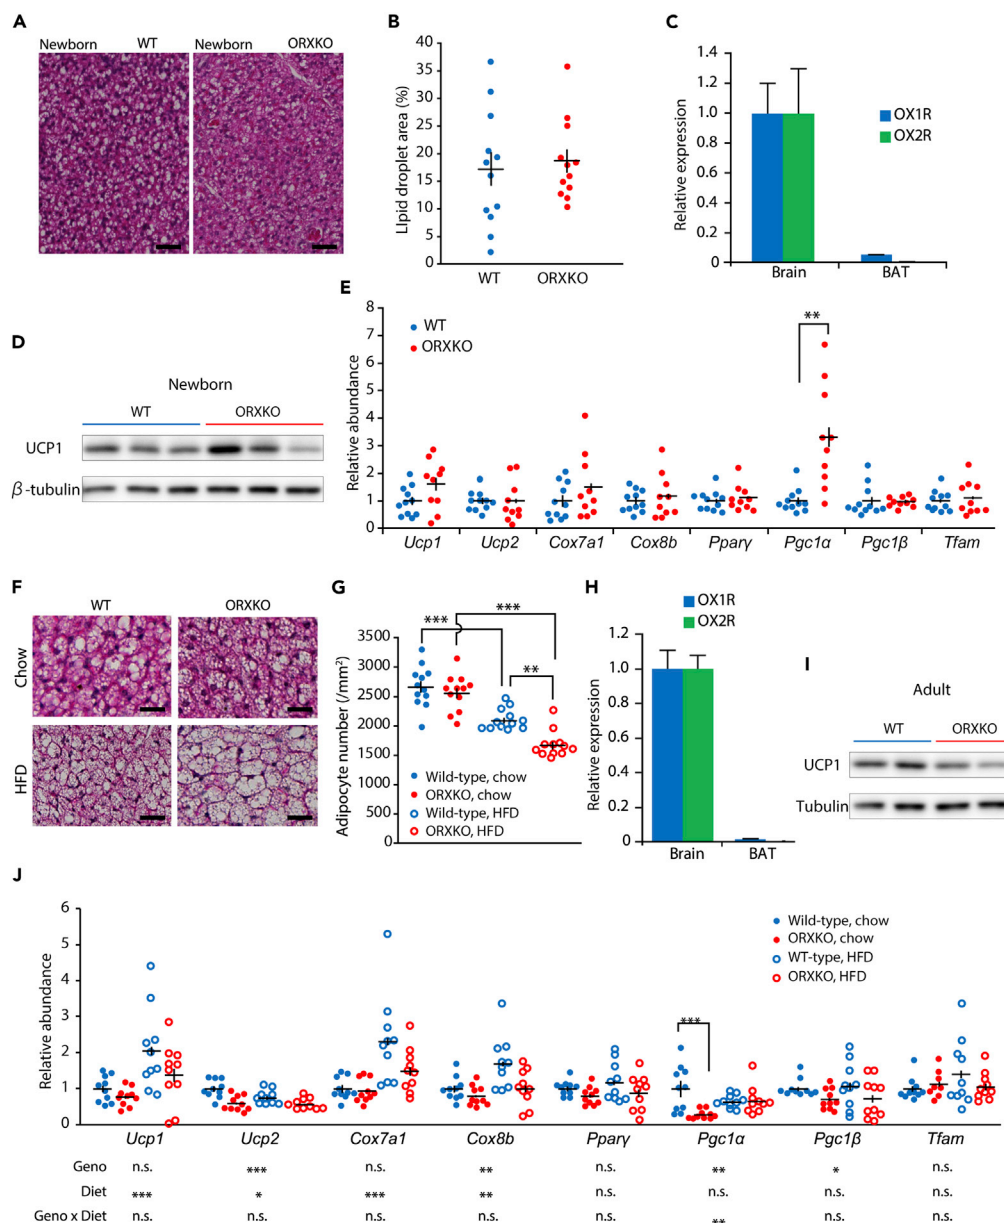 A
Newborn WT Newborn ORXKO
B
Lipid droplet area (%)
40
35
30
25
20
15
10
5
0
WT ORXKO
C
Relative expression
1.4
1.2
1.0
0.8
0.6
0.4
0.2
0
OX1R
OX2R
Brain BAT
D
Newborn
WT ORXKO
UCP1
β-tubulin
E
Relative abundance
8
7
6
5
4
3
2
1
0
WT
ORXKO
**
Ucp1 Ucp2 Cox7a1 Cox8b Pparγ Pgc1α Pgc1β Tfam
F
WT ORXKO
Chow
HFD
G
Adipocyte number (/mm²)
3500
3000
2500
2000
1500
1000
500
0
***
***
**
Wild-type, chow
ORXKO, chow
Wild-type, HFD
ORXKO, HFD
H
OX1R
OX2R
Relative expression
1.2
1.0
0.8
0.6
0.4
0.2
0
Brain BAT
I
Adult
WT ORXKO
UCP1
Tubulin
J
Relative abundance
6
5
4
3
2
1
0
Wild-type, chow
ORXKO, chow
WT-type, HFD
ORXKO, HFD
***
Ucp1 Ucp2 Cox7a1 Cox8b Pparγ Pgc1α Pgc1β Tfam
Geno n.s. *** n.s. ** n.s. ** * n.s.
Diet *** * *** ** n.s. n.s. n.s. n.s.
Geno x Diet n.s. n.s. n.s. n.s. n.s. ** n.s. n.s.